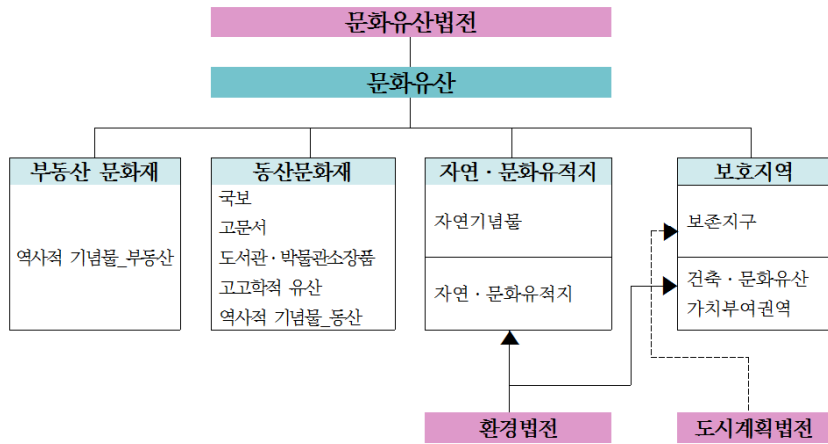 문화유산법전
문화유산
부동산 문화재
역사적 기념물_부동산
동산문화재
국보
고문서
도서관·박물관소장품
고고학적 유산
역사적 기념물_동산
자연·문화유적지
자연기념물
자연·문화유적지
보호지역
보존지구
건축·문화유산
가치부여권역
환경법전
도시계획법전